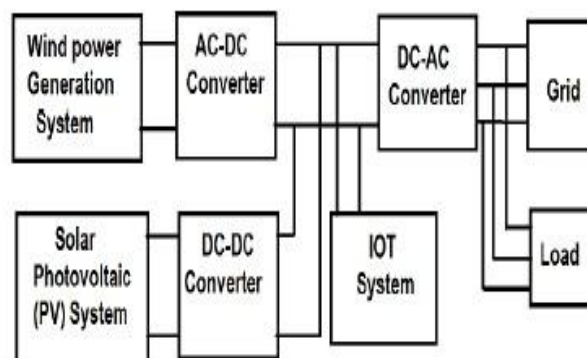 Wind power
Generation
System
AC-DC
Converter
DC-AC
Converter
Grid
Solar
Photovoltaic
(PV) System
DC-DC
Converter
IOT
System
Load